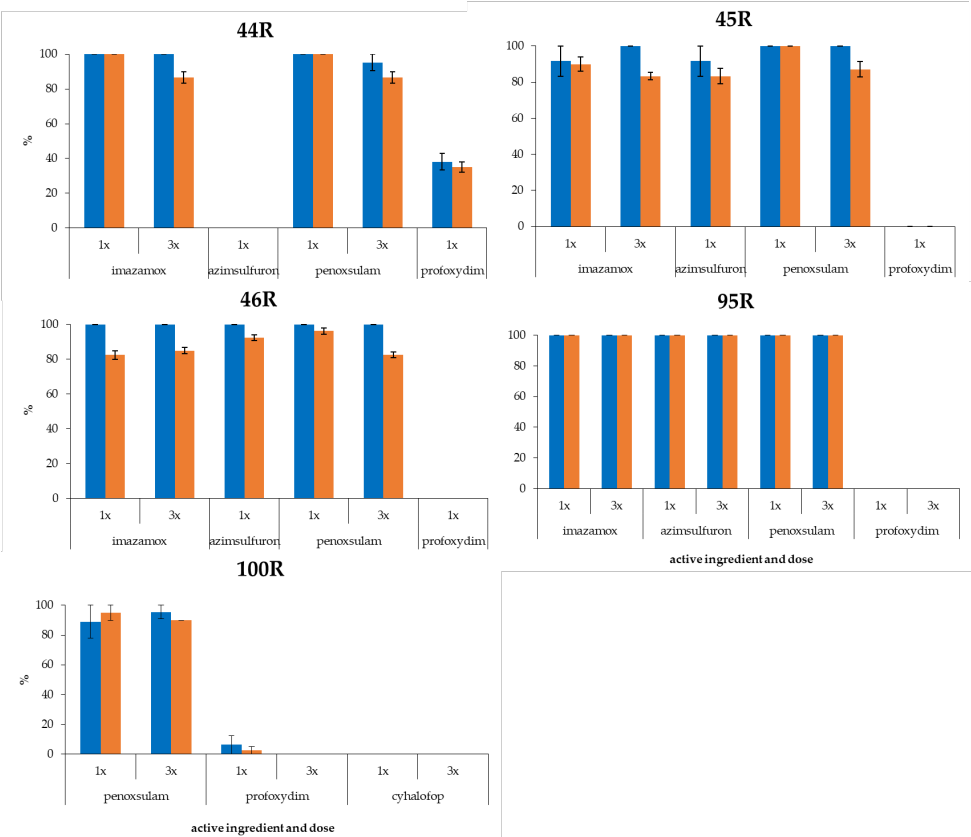 44R
100
80
60
40
20
0
%
1x 3x 1x 1x 3x 1x
imazamox azimsulfuron penoxsulam profoxydim
45R
100
80
60
40
20
0
1x 3x 1x 1x 3x 1x
imazamox azimsulfuron penoxsulam profoxydim
46R
100
80
60
40
20
0
%
1x 3x 1x 1x 3x 1x
imazamox azimsulfuron penoxsulam profoxydim
95R
100
80
60
40
20
0
1x 3x 1x 3x 1x 3x 1x 3x
imazamox azimsulfuron penoxsulam profoxydim
active ingredient and dose
100R
100
80
60
40
20
0
%
1x 3x 1x 3x 1x 3x
penoxsulam profoxydim cyhalofop
active ingredient and dose